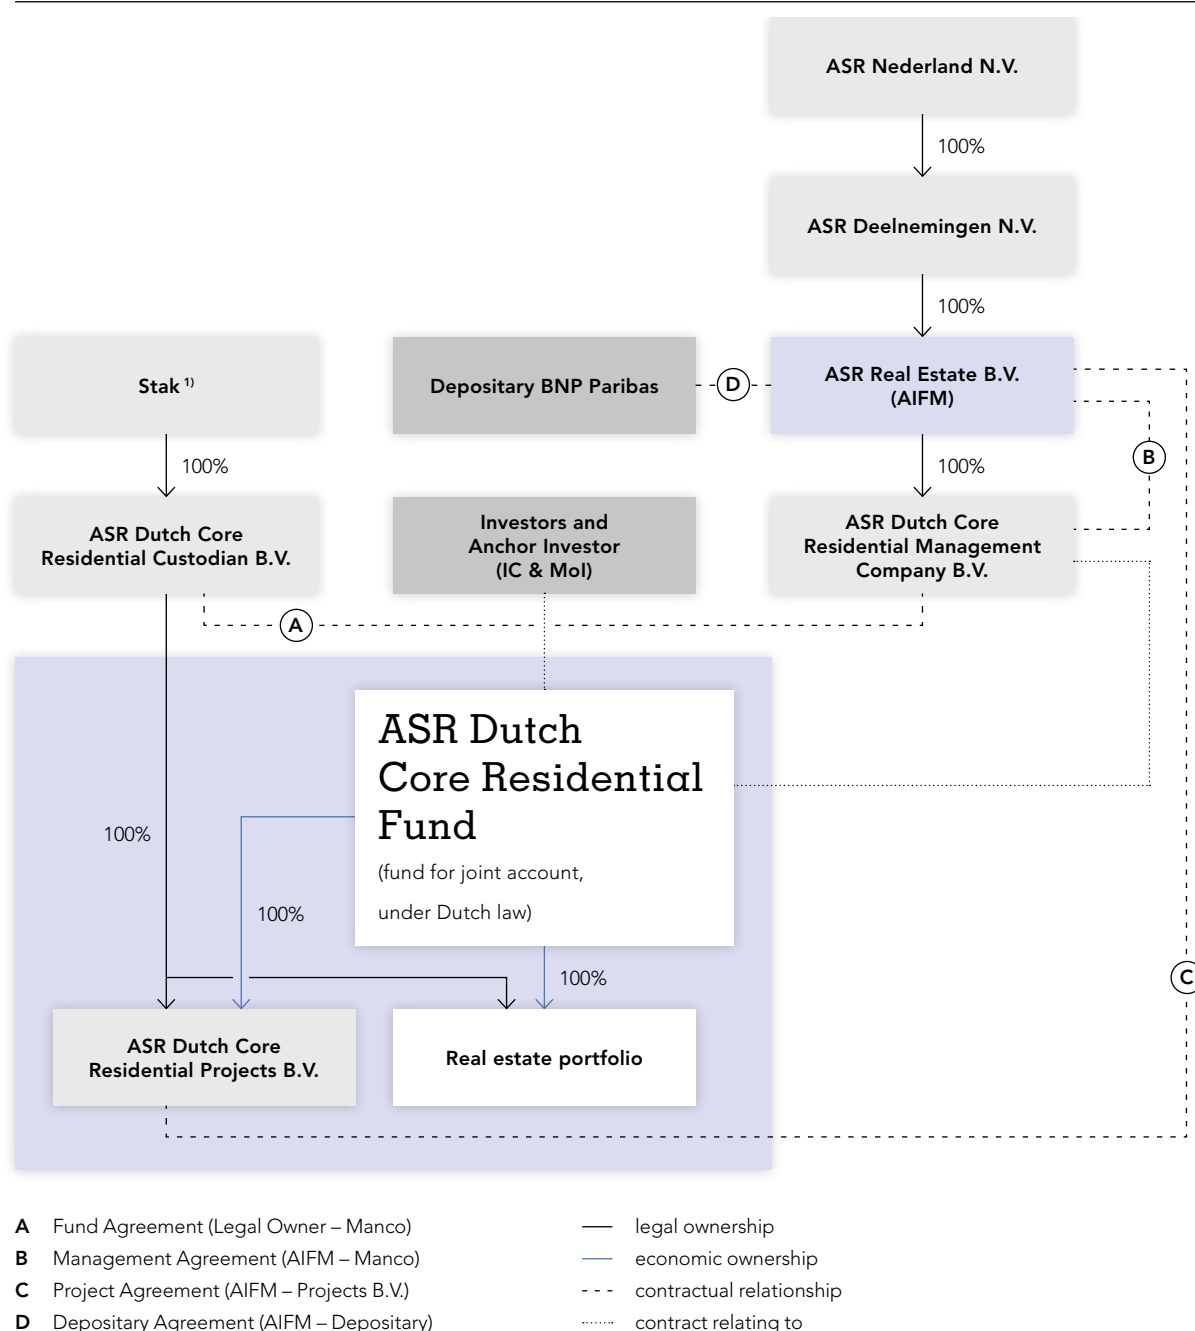 ASR Nederland N.V.
100%
ASR Deelnemingen N.V.
100%
Stak 1)
Depositary BNP Paribas
D
ASR Real Estate B.V.
(AIFM)
100%
100%
B
ASR Dutch Core
Residential Custodian B.V.
Investors and
Anchor Investor
(IC & MoI)
ASR Dutch Core
Residential Management
Company B.V.
A
ASR Dutch
Core Residential
Fund
(fund for joint account,
under Dutch law)
100%
100%
100%
C
ASR Dutch Core
Residential Projects B.V.
Real estate portfolio
A Fund Agreement (Legal Owner – Manco)
B Management Agreement (AIFM – Manco)
C Project Agreement (AIFM – Projects B.V.)
D Depositary Agreement (AIFM – Depositary)
legal ownership
economic ownership
contractual relationship
contract relating to